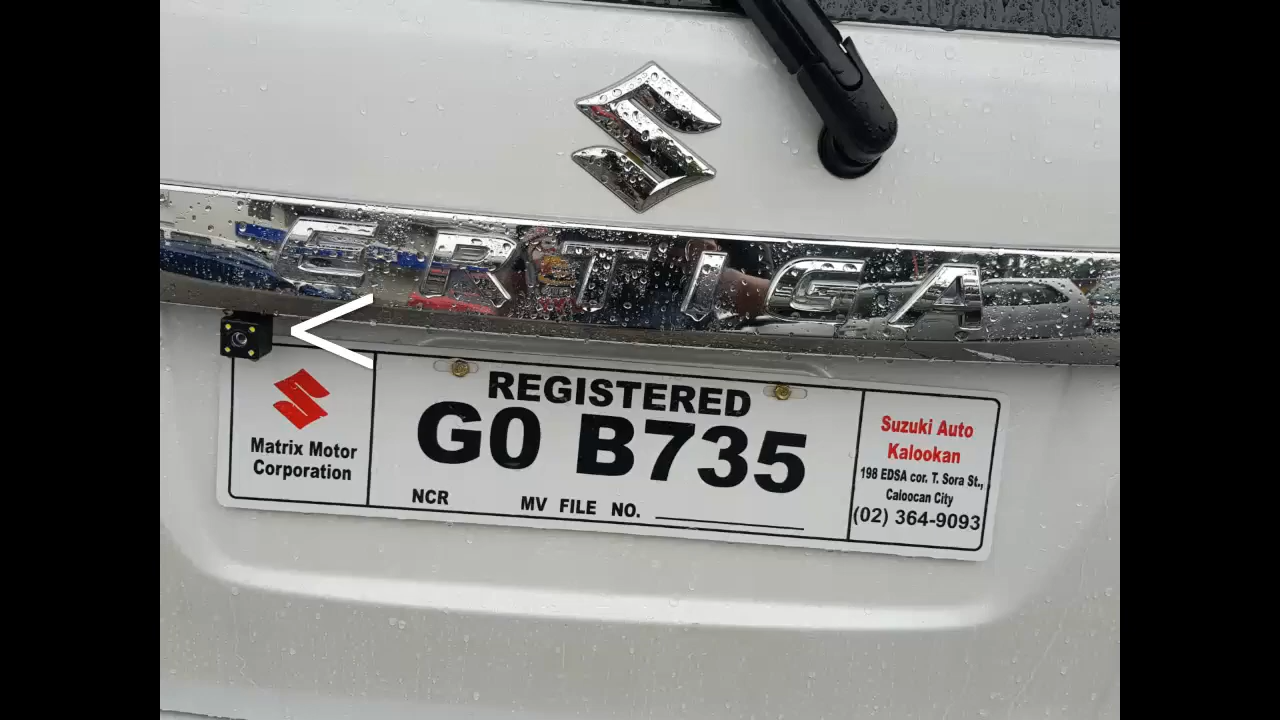 ERTIGA
<
REGISTERED
G0 B735
NCR MV FILE NO.
Matrix Motor
Corporation
Suzuki Auto
Kalookan
198 EDSA cor. T. Sora St.,
Caloocan City
(02) 364-9093